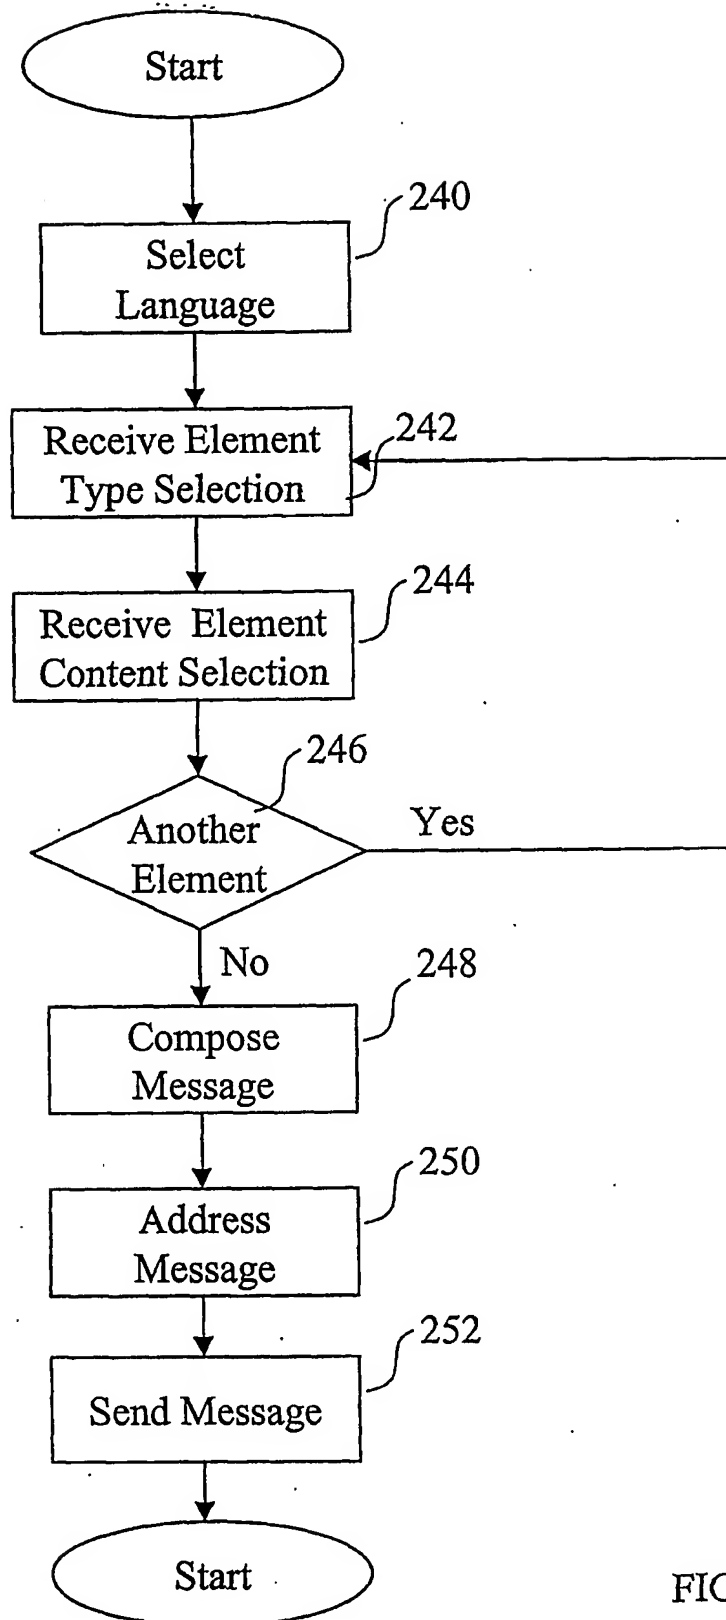 Start
240
Select
Language
242
Receive Element
Type Selection
244
Receive Element
Content Selection
246
Another
Element
Yes
No
248
Compose
Message
250
Address
Message
252
Send Message
Start